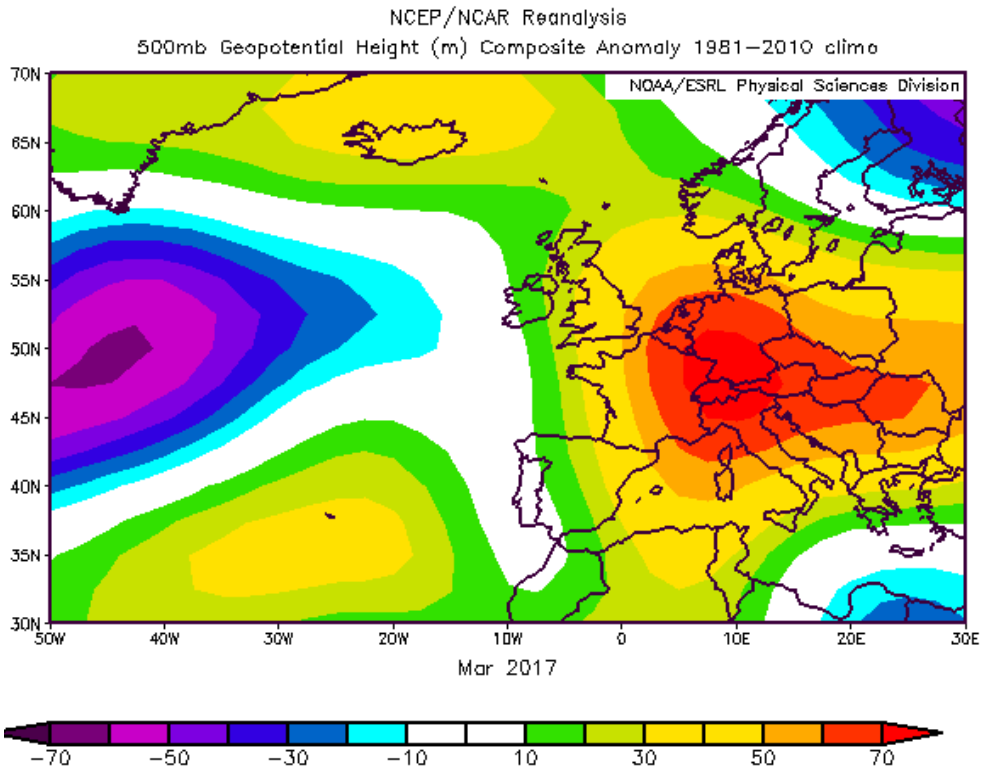 NCEP/NCAR Reanalysis
500mb Geopotential Height (m) Composite Anomaly 1981–2010 climo
NOAA/ESRL Physical Sciences Division
70N
65N
60N
55N
50N
45N
40N
35N
30N
50W 40W 30W 20W 10W 0 10E 20E 30E
Mar 2017
−70 −50 −30 −10 10 30 50 70